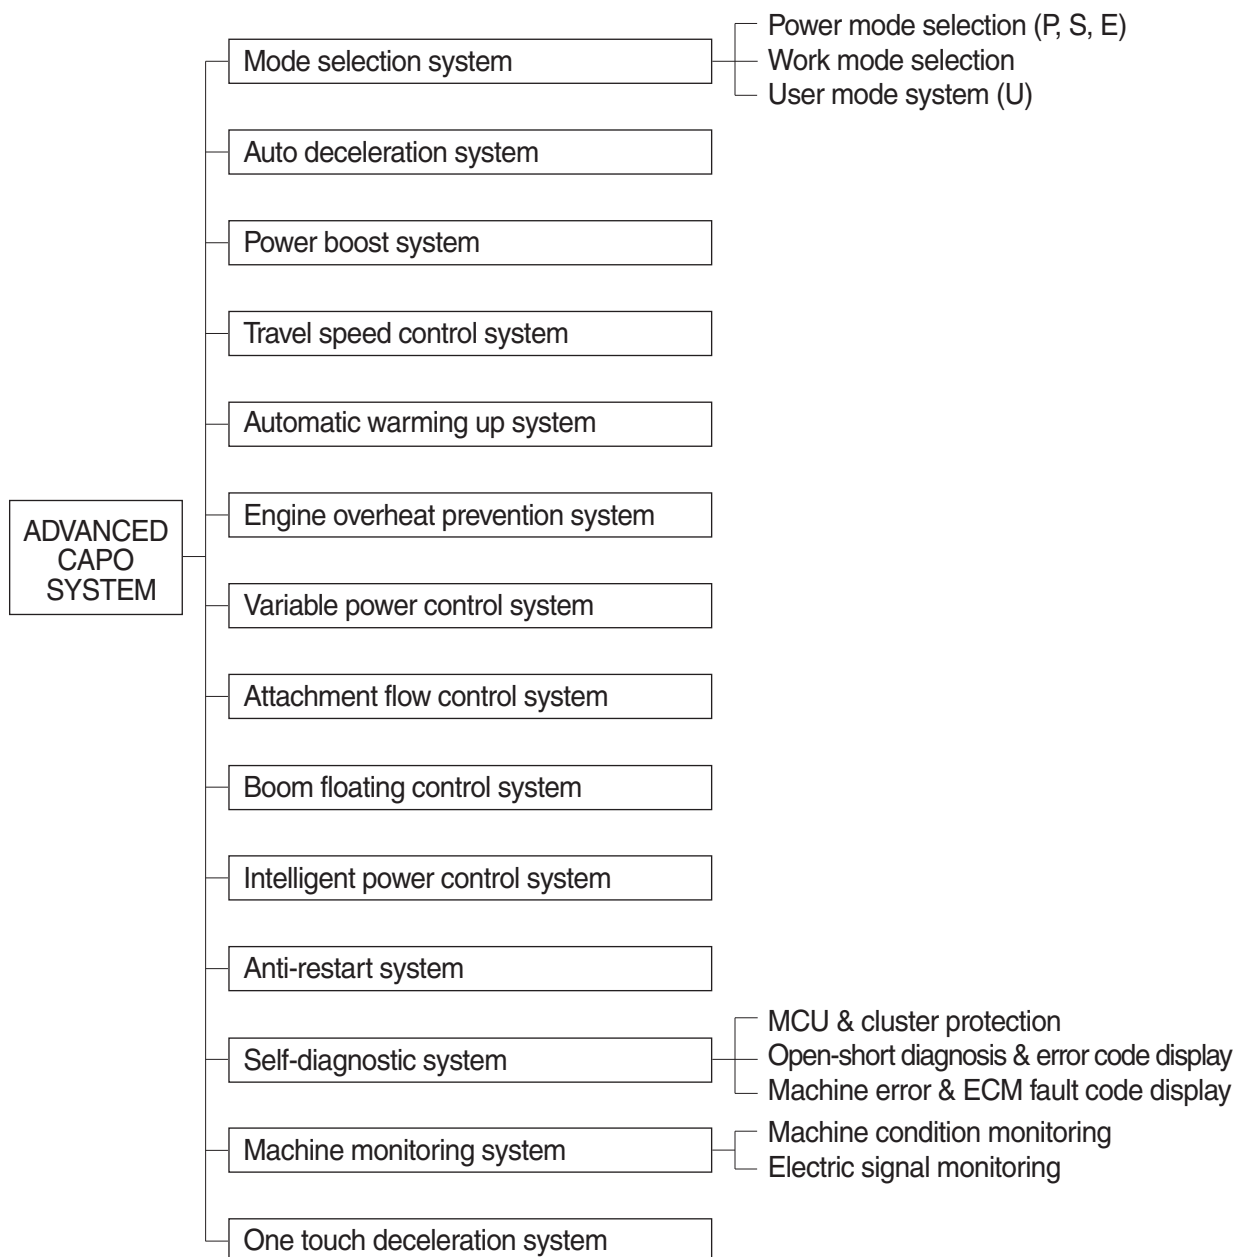 Power mode selection (P, S, E)
Mode selection system
Work mode selection
User mode system (U)
Auto deceleration system
Power boost system
Travel speed control system
Automatic warming up system
Engine overheat prevention system
ADVANCED
CAPO
SYSTEM
Variable power control system
Attachment flow control system
Boom floating control system
Intelligent power control system
Anti-restart system
MCU & cluster protection
Self-diagnostic system
Open-short diagnosis & error code display
Machine error & ECM fault code display
Machine condition monitoring
Machine monitoring system
Electric signal monitoring
One touch deceleration system